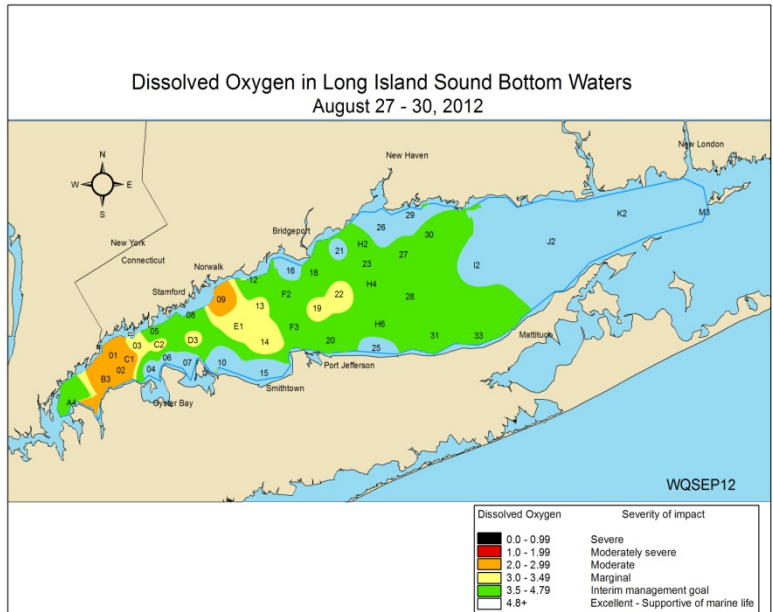 Dissolved Oxygen in Long Island Sound Bottom Waters
August 27 - 30, 2012
New London
N
New Haven
W E
S
K2
M3
29
26
30
Bridgeport
H2
J2
New York
21
27
Connecticut
23
I2
Norwalk
16
18
12
H4
Stamford
F2
22
28
09
13
19
08
E1
F3
H6
05
14
20
31
33
Mattituck
03
C2
D3
25
01
C1
06
10
Port Jefferson
02
04
07
15
B3
Smithtown
A4
Oyster Bay
WQSEP12
Dissolved Oxygen Severity of impact
0.0 - 0.99 Severe
1.0 - 1.99 Moderately severe
2.0 - 2.99 Moderate
3.0 - 3.49 Marginal
3.5 - 4.79 Interim management goal
4.8+ Excellent - Supportive of marine life